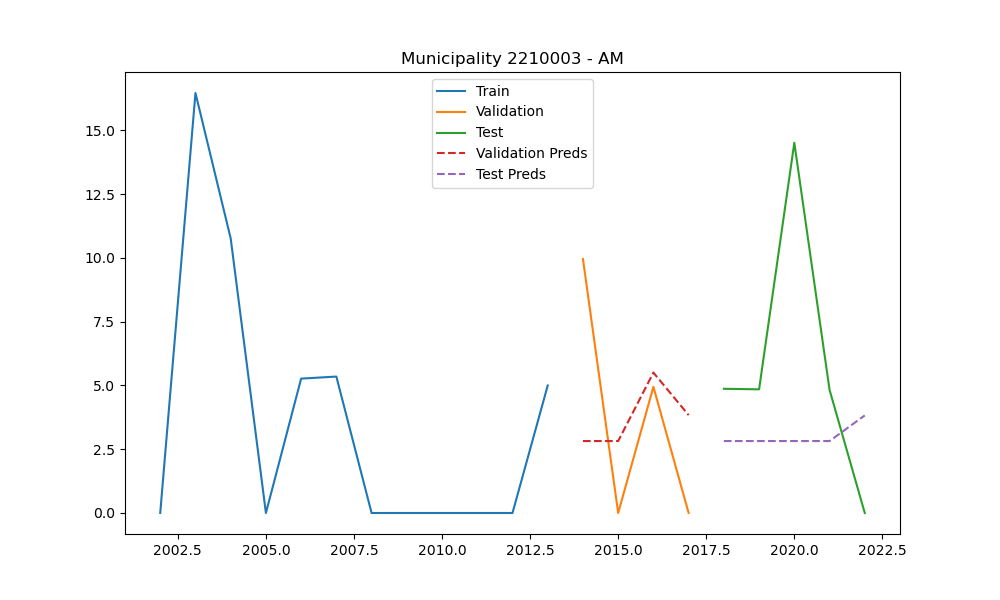 Municipality 2210003 - AM
Train
Validation
Test
Validation Preds
Test Preds
15.0
12.5
10.0
7.5
5.0
2.5
0.0
2002.5 2005.0 2007.5 2010.0 2012.5 2015.0 2017.5 2020.0 2022.5